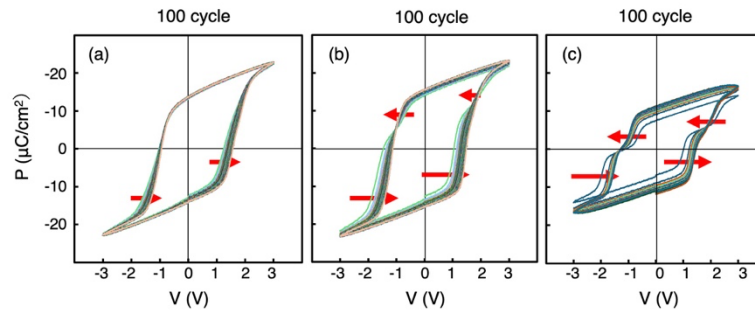 100 cycle 100 cycle 100 cycle
(a) (b) (c)
P (μC/cm²)
-20
-10
0
10
-20
-3 -2 -1 0 1 2 3
-3 -2 -1 0 1 2 3
-3 -2 -1 0 1 2 3
V (V) V (V) V (V)